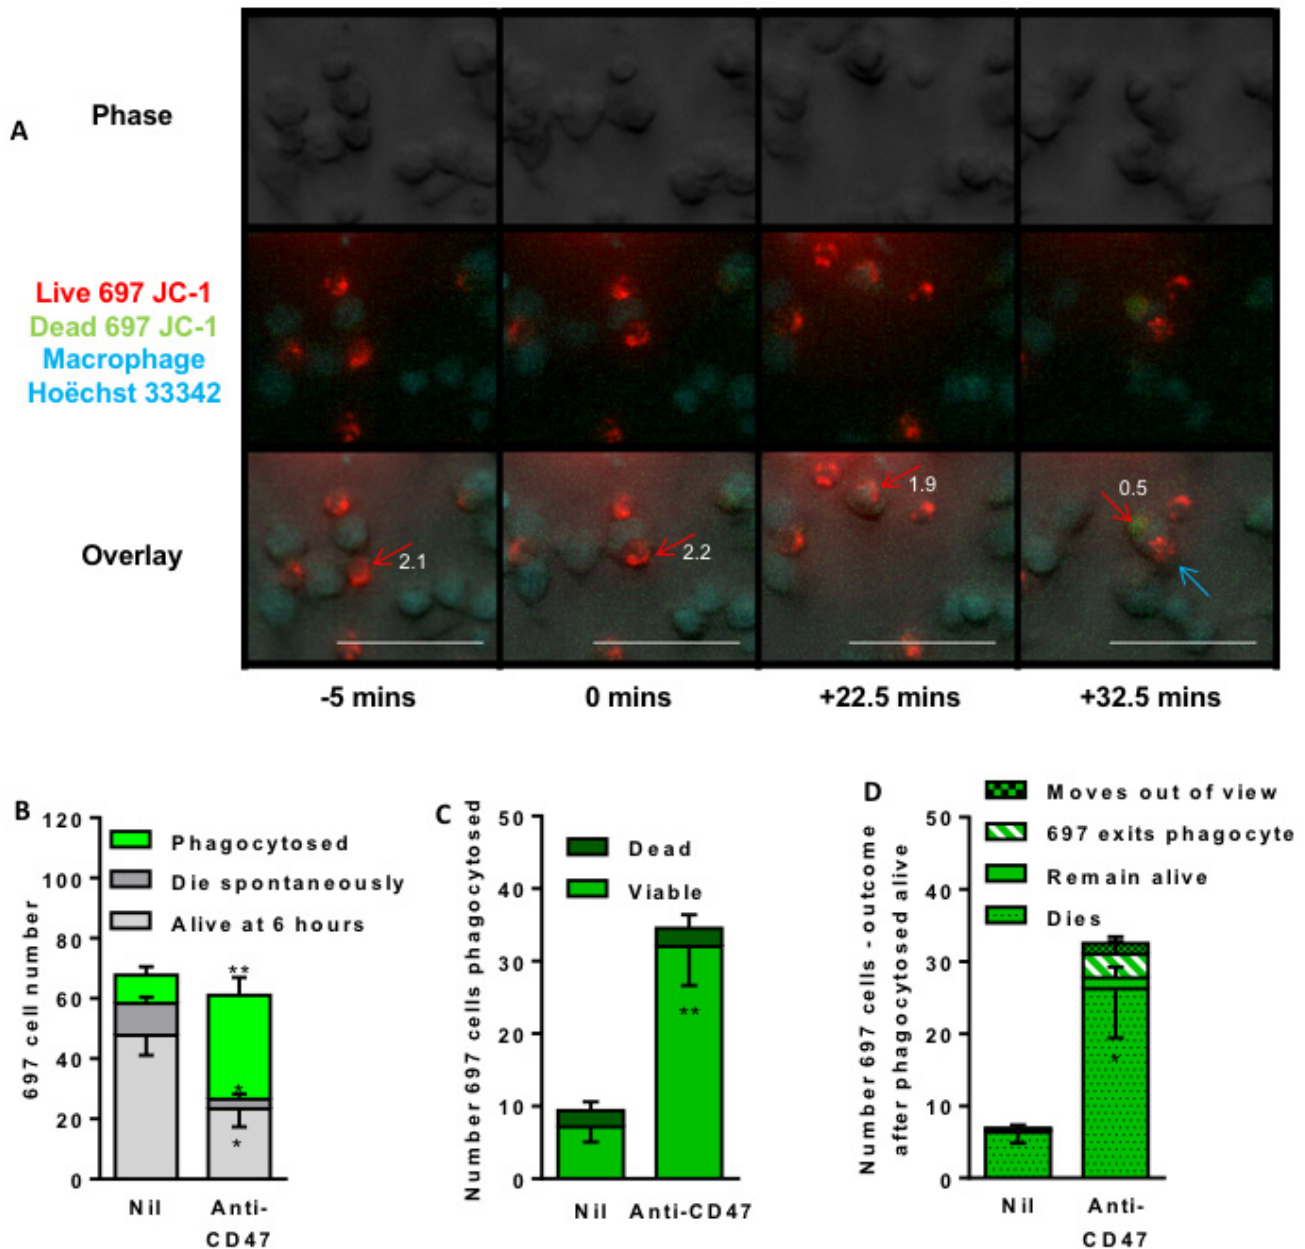 A
Phase
Live 697 JC-1
Dead 697 JC-1
Macrophage
Hoëchst 33342
Overlay
2.1
2.2
1.9
0.5
-5 mins
0 mins
+22.5 mins
+32.5 mins
B
697 cell number
120
100
80
60
40
20
0
Phagocytosed
Die spontaneously
Alive at 6 hours
**
*
*
Nil
Anti-
CD47
C
Number 697 cells phagocytosed
50
40
30
20
10
0
Dead
Viable
**
Nil
Anti-CD47
D
Number 697 cells - outcome
after phagocytosed alive
50
40
30
20
10
0
Moves out of view
697 exits phagocyte
Remain alive
Dies
*
Nil
Anti-
CD47